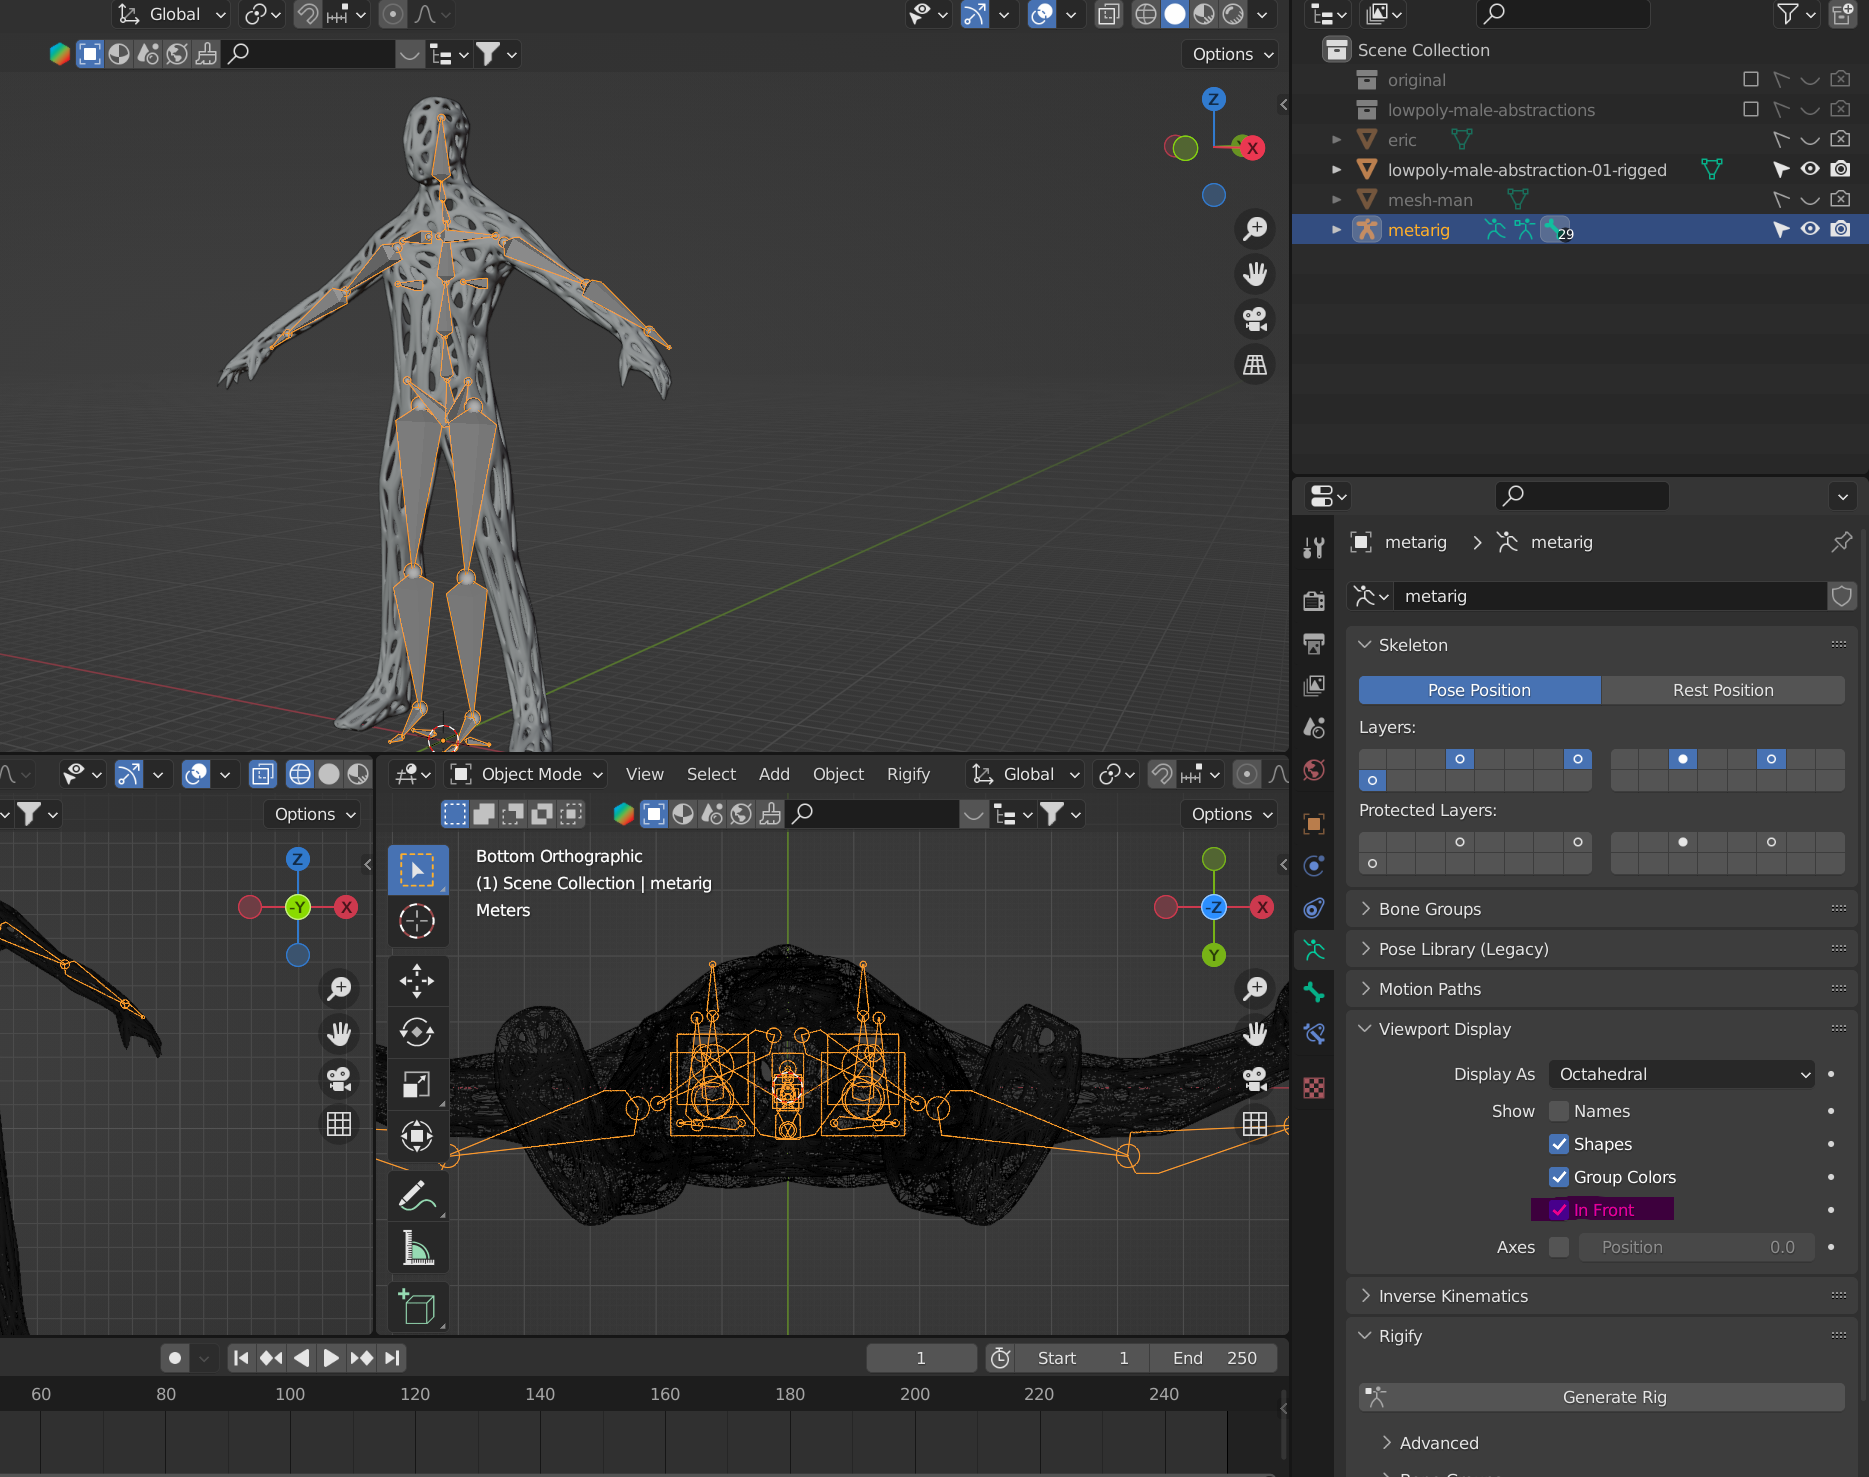 Global
Options
Z
X
Scene Collection
original
lowpoly-male-abstractions
eric
lowpoly-male-abstraction-01-rigged
mesh-man
metarig
29
metarig
metarig
metarig
Skeleton
Pose Position
Rest Position
Layers:
Protected Layers:
Bone Groups
Pose Library (Legacy)
Motion Paths
Viewport Display
Display As
Octahedral
Show
Names
Shapes
Group Colors
In Front
Axes
Position
0.0
Inverse Kinematics
Rigify
Generate Rig
Advanced
Options
Z
-Y
X
Object Mode
View
Select
Add
Object
Rigify
Global
Options
Bottom Orthographic
(1) Scene Collection | metarig
Meters
-Z
X
Y
1
Start
1
End
250
60
80
100
120
140
160
180
200
220
240